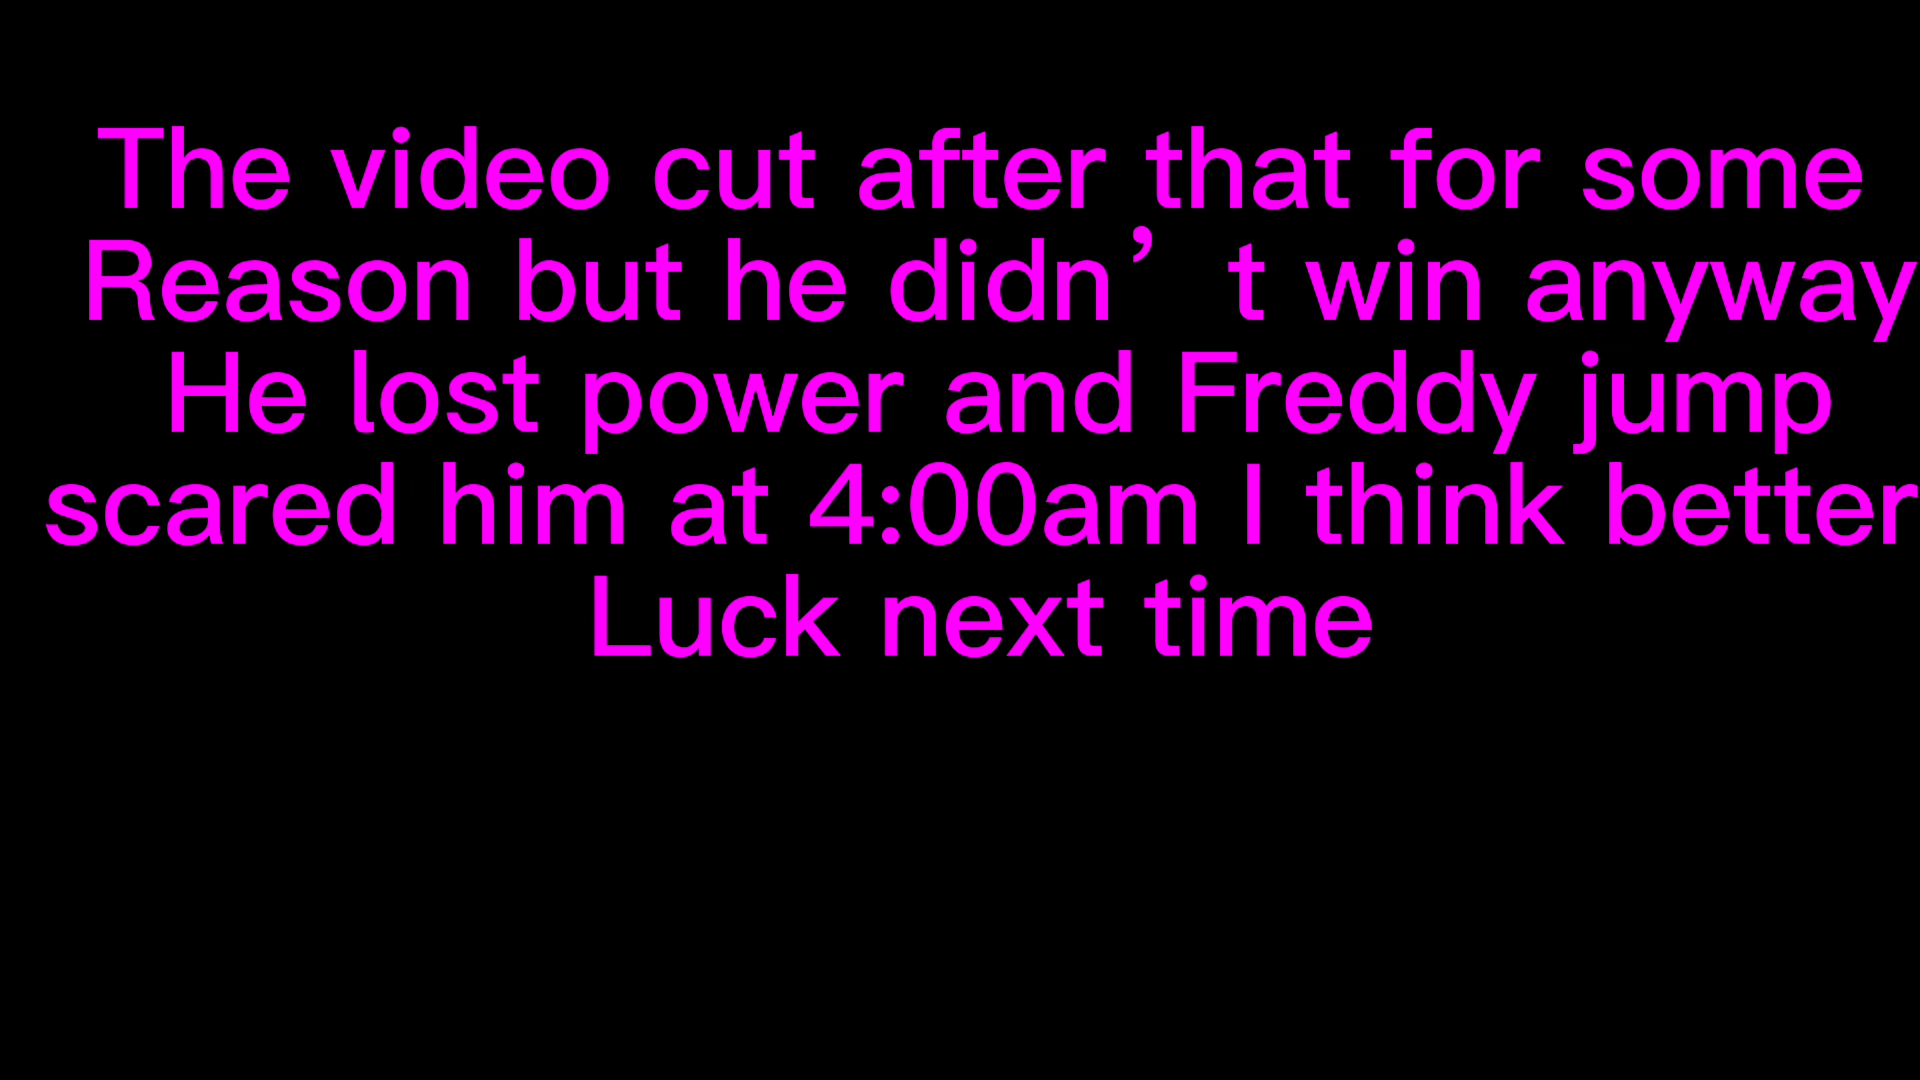 The video cut after that for some
Reason but he didn’t win anyway
He lost power and Freddy jump
scared him at 4:00am I think better
Luck next time